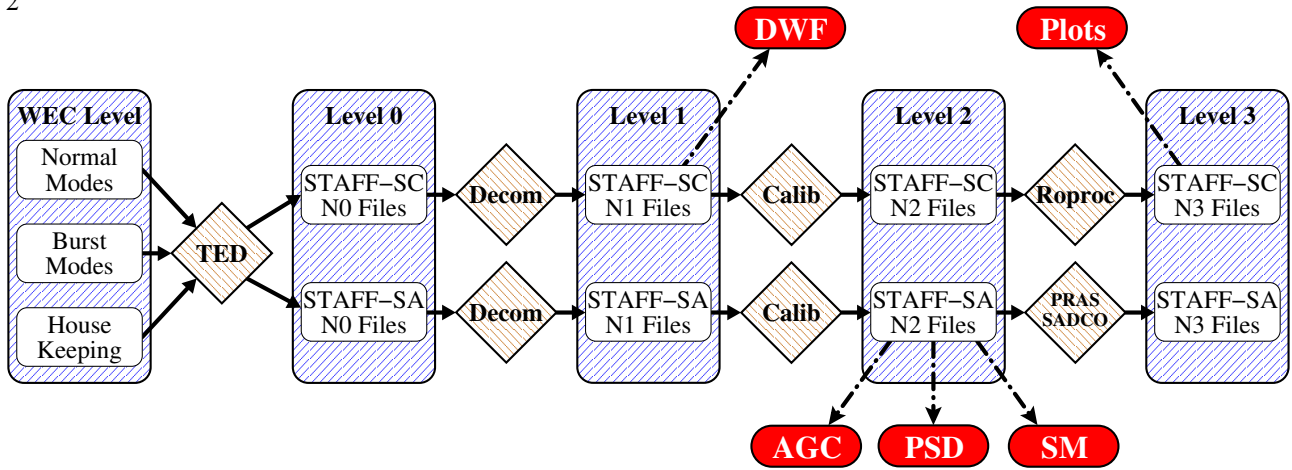 2
DWF
Plots
WEC Level
Level 0
Level 1
Level 2
Level 3
Normal
Modes
Burst
Modes
House
Keeping
TED
STAFF−SC
N0 Files
Decom
STAFF−SC
N1 Files
Calib
STAFF−SC
N2 Files
Roproc
STAFF−SC
N3 Files
STAFF−SA
N0 Files
Decom
STAFF−SA
N1 Files
Calib
STAFF−SA
N2 Files
PRAS
SADCO
STAFF−SA
N3 Files
AGC
PSD
SM